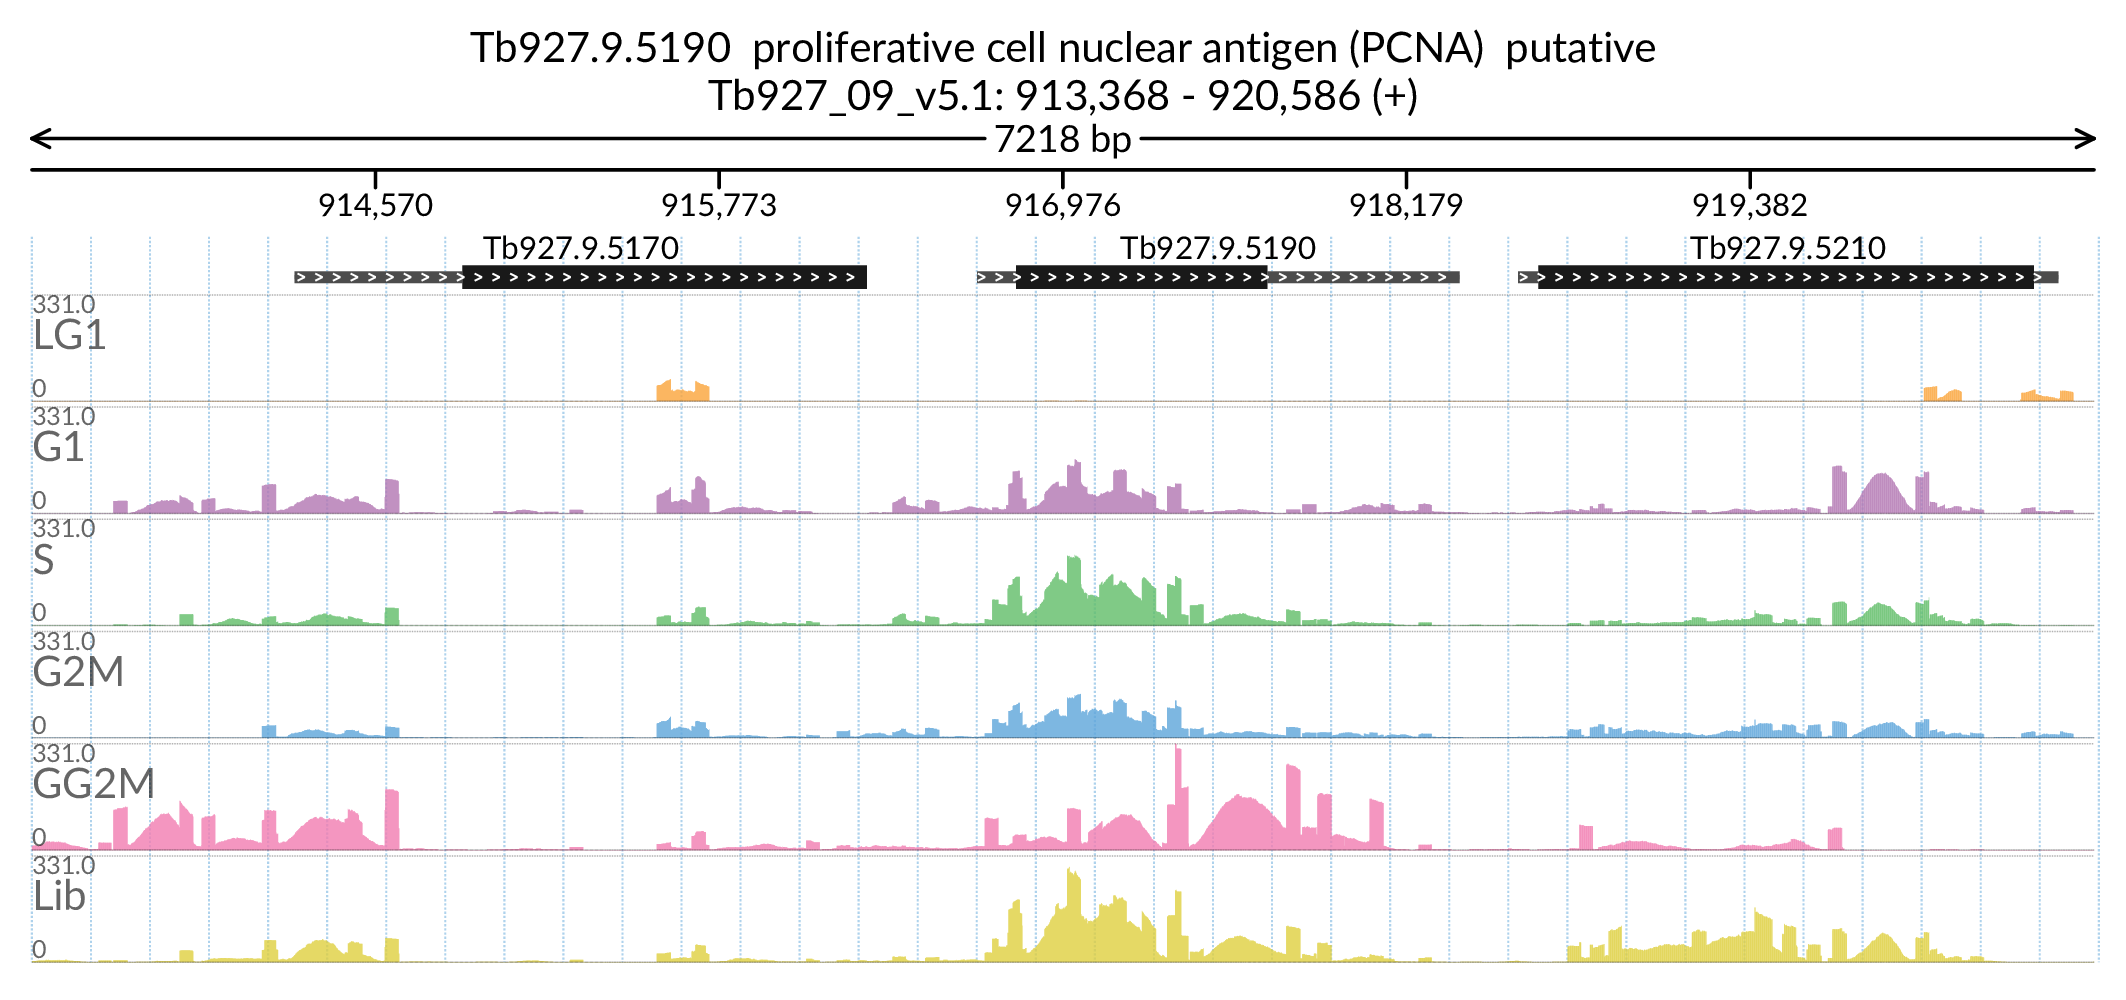 Tb927.9.5190  proliferative cell nuclear antigen (PCNA)  putative
Tb927_09_v5.1: 913,368 - 920,586 (+)
7218 bp
914,570 915,773 916,976 918,179 919,382
Tb927.9.5170 Tb927.9.5190 Tb927.9.5210
331.0
LG1
0
331.0
G1
0
331.0
S
0
331.0
G2M
0
331.0
GG2M
0
331.0
Lib
0